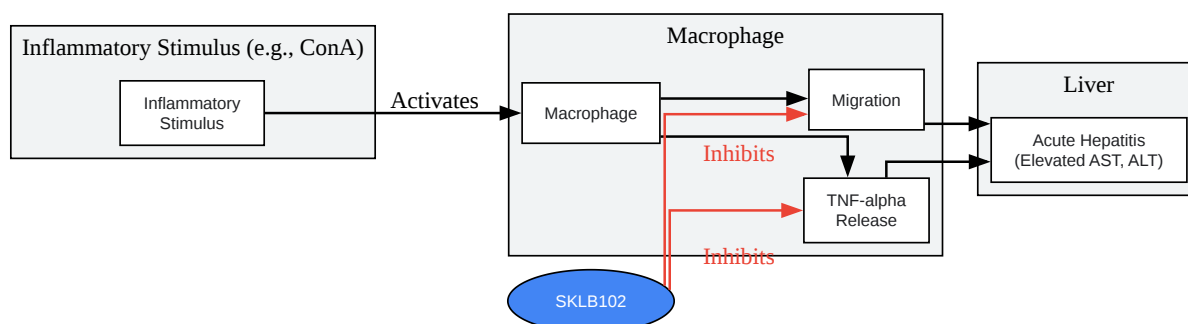 Inflammatory Stimulus (e.g., ConA)
Inflammatory
Stimulus
Activates
Macrophage
Macrophage
Migration
Inhibits
TNF-alpha
Release
Inhibits
Liver
Acute Hepatitis
(Elevated AST, ALT)
SKLB102